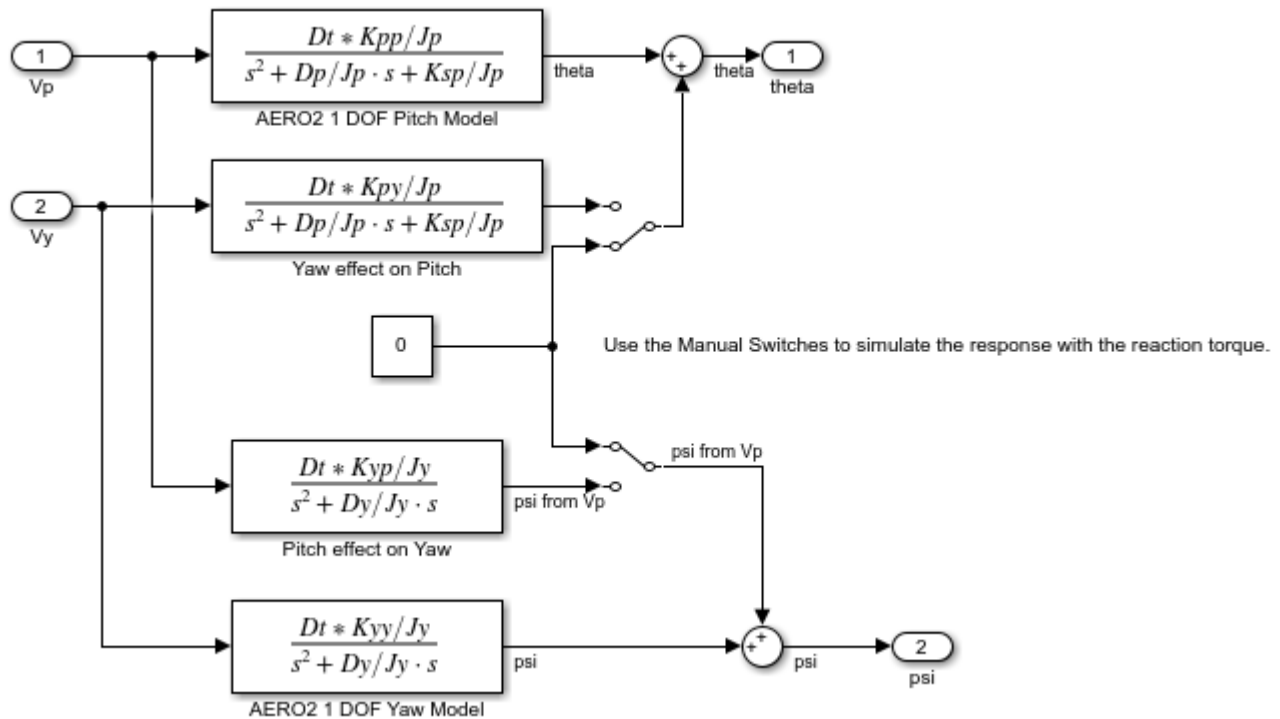 1
Vp
Dt * Kpp/Jp
s² + Dp/Jp · s + Ksp/Jp
AERO2 1 DOF Pitch Model
theta
+
+
theta
1
theta
2
Vy
Dt * Kpy/Jp
s² + Dp/Jp · s + Ksp/Jp
Yaw effect on Pitch
0
Use the Manual Switches to simulate the response with the reaction torque.
Dt * Kyp/Jy
s² + Dy/Jy · s
Pitch effect on Yaw
psi from Vp
psi from Vp
Dt * Kyy/Jy
s² + Dy/Jy · s
AERO2 1 DOF Yaw Model
psi
+
+
psi
2
psi